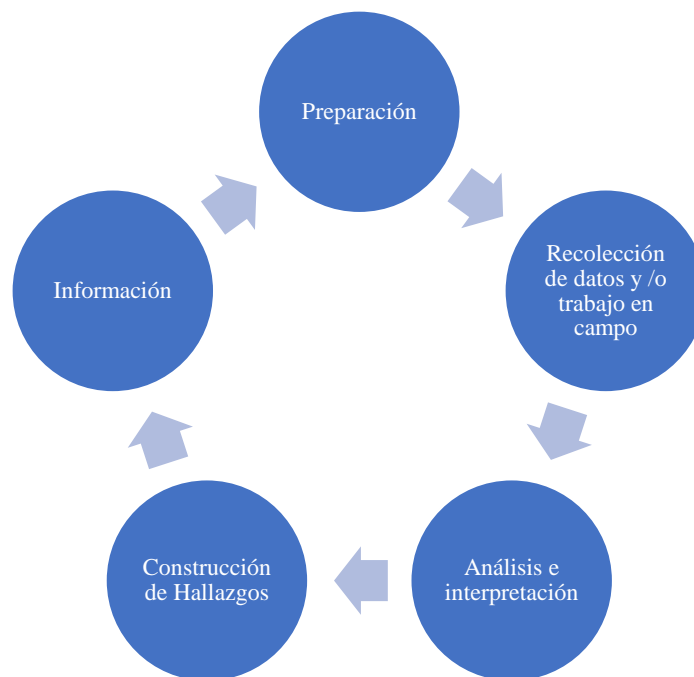 Preparación
Recolección
de datos y /o
trabajo en
campo
Análisis e
interpretación
Construcción
de Hallazgos
Información